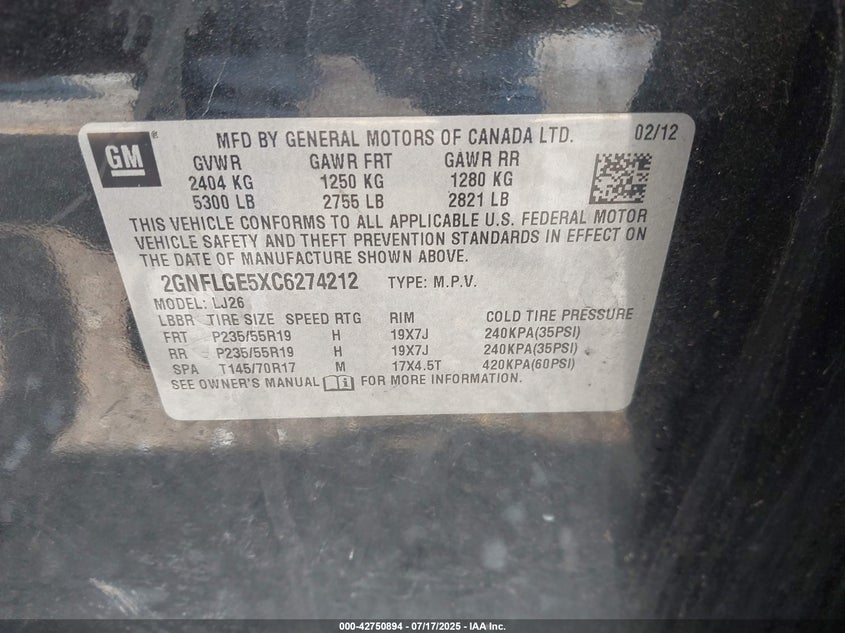 GM ®
MFD BY GENERAL MOTORS OF CANADA LTD. 02/12
GVWR GAWR FRT GAWR RR
2404 KG 1250 KG 1280 KG
5300 LB 2755 LB 2821 LB
THIS VEHICLE CONFORMS TO ALL APPLICABLE U.S. FEDERAL MOTOR
VEHICLE SAFETY AND THEFT PREVENTION STANDARDS IN EFFECT ON
THE DATE OF MANUFACTURE SHOWN ABOVE.
2GNFLGE5XC6274212 TYPE: M.P.V.
MODEL: LJ26
LBBR TIRE SIZE SPEED RTG RIM COLD TIRE PRESSURE
FRT P235/55R19 H 19X7J 240KPA(35PSI)
RR P235/55R19 H 19X7J 240KPA(35PSI)
SPA T145/70R17 M 17X4.5T 420KPA(60PSI)
SEE OWNER'S MANUAL FOR MORE INFORMATION.
000-42750894 - 07/17/2025 - IAA Inc.